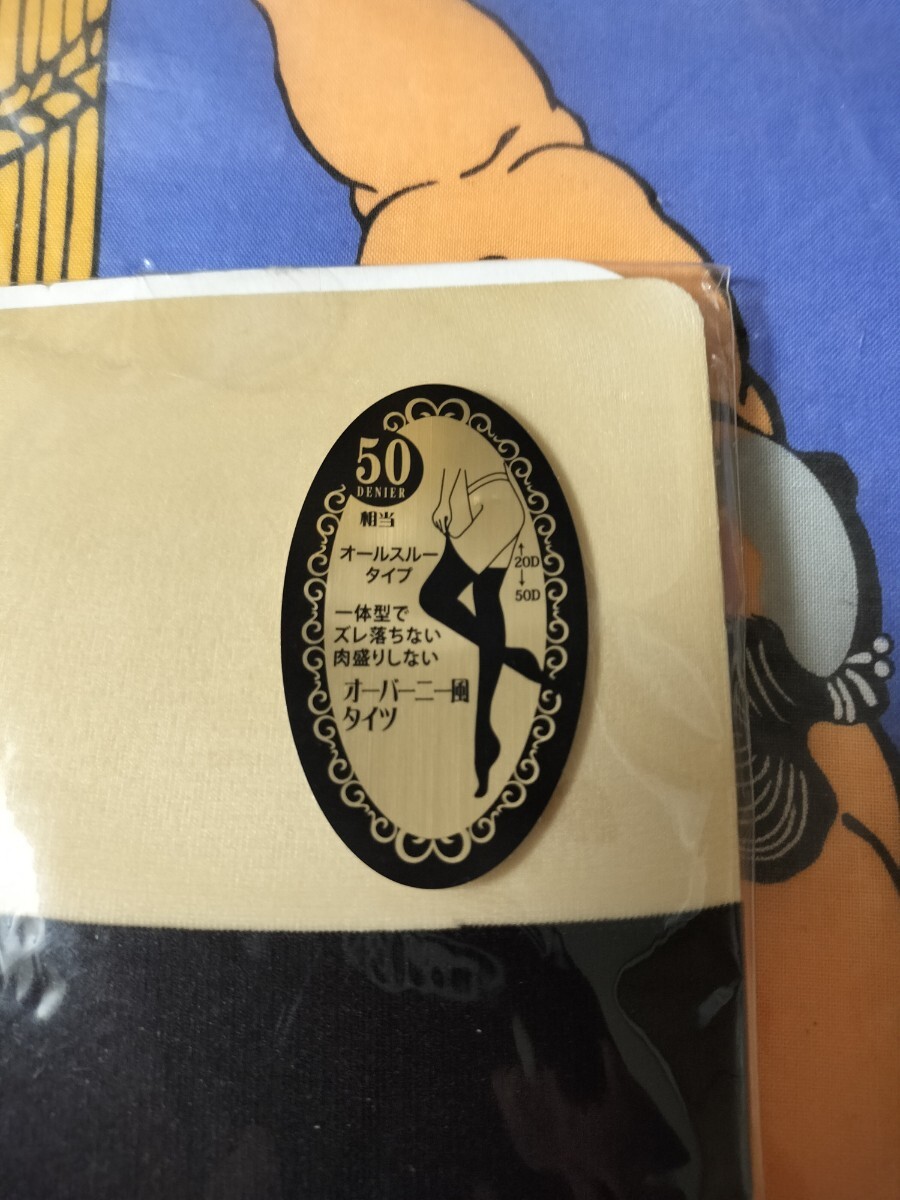 50
DENIER
相当
オールスルー
タイプ
↑
20D
↓
50D
一体型で
ズレ落ちない
肉盛りしない
オーバーニー風
タイツ